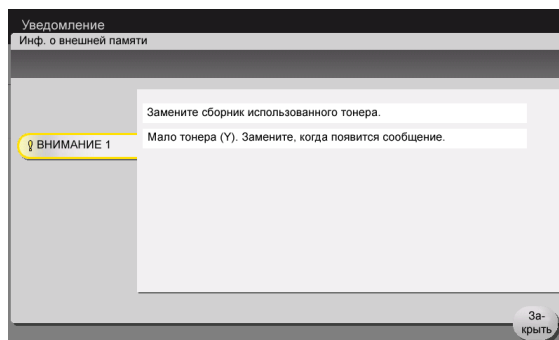 Уведомление
Инф. о внешней памяти
Замените сборник использованного тонера.
Мало тонера (Y). Замените, когда появится сообщение.
ВНИМАНИЕ 1
За-
крыть